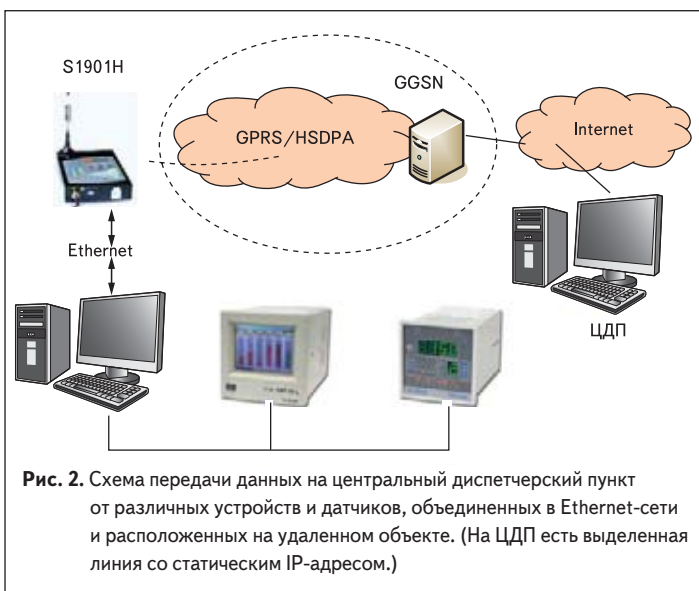 S1901H
GGSN
GPRS/HSDPA
Internet
Ethernet
ЦДП
Рис. 2. Схема передачи данных на центральный диспетчерский пункт
от различных устройств и датчиков, объединенных в Ethernet-сети
и расположенных на удаленном объекте. (На ЦДП есть выделенная
линия со статическим IP-адресом.)